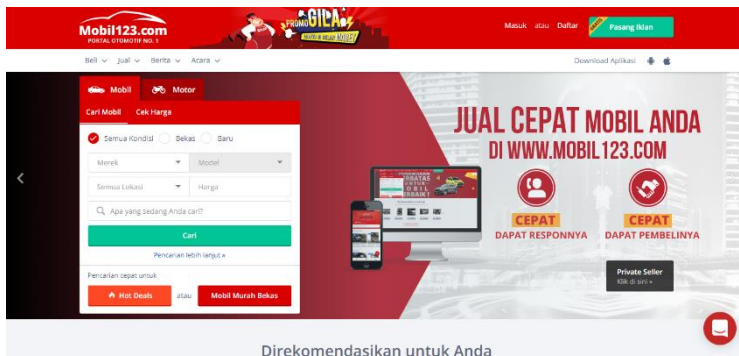 Mobil123.com
PORTAL OTOMOTIF NO. 1
PROMO GILA
Masuk atau Daftar
GRATIS
Pasang Iklan
Beli Jual Berita Acara
Download Aplikasi
Mobil Motor
Cari Mobil Cek Harga
Semua Kondisi Bekas Baru
Merek Model
Semua Lokasi Harga
Apa yang sedang Anda cari?
Cari
Pencarian lebih lanjut »
Pencarian cepat untuk
Hot Deals atau Mobil Murah Bekas
JUAL CEPAT MOBIL ANDA
DI WWW.MOBIL123.COM
CEPAT
DAPAT RESPONNYA
CEPAT
DAPAT PEMBELINYA
Private Seller
Klik di sini »
Direkomendasikan untuk Anda